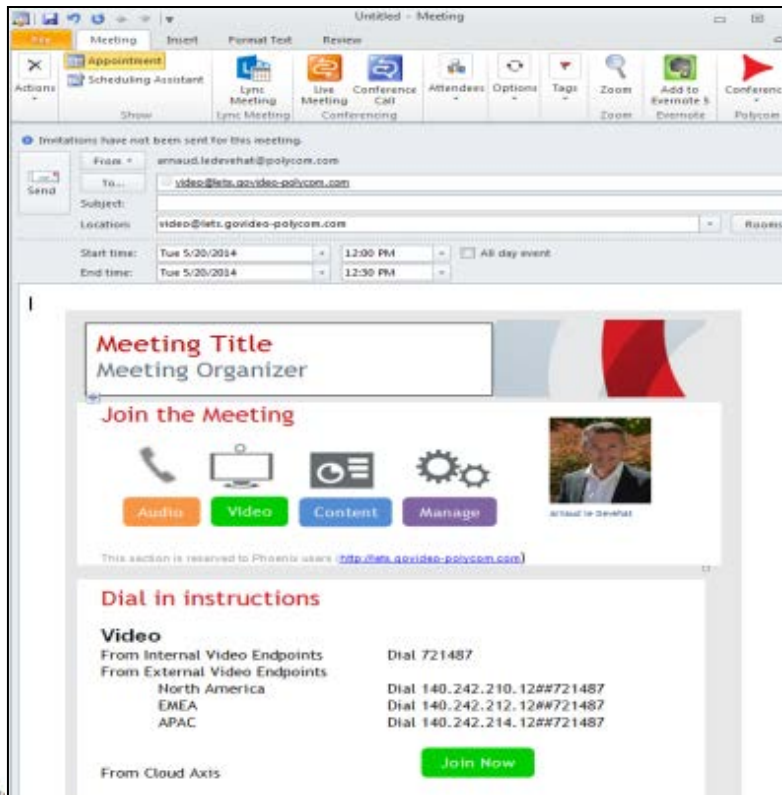 Untitled - Meeting
File Meeting Insert Format Text Review
Actions
Appointment
Scheduling Assistant
Show
Lync Meeting
Lync Meeting
Live Meeting
Conference Call
Conferencing
Attendees
Options
Tags
Zoom
Zoom
Add to Evernote 5
Evernote
Conference
Polycom
Invitations have not been sent for this meeting.
Send
From arnaud.ledevehat@polycom.com
To... video@lets.govideo-polycom.com
Subject:
Location: video@lets.govideo-polycom.com Rooms
Start time: Tue 5/20/2014 12:00 PM All day event
End time: Tue 5/20/2014 12:30 PM
Meeting Title
Meeting Organizer
Join the Meeting
Audio Video Content Manage
arnaud le devehat
This section is reserved to Phoenix users (http://lets.govideo-polycom.com)
Dial in instructions
Video
From Internal Video Endpoints Dial 721487
From External Video Endpoints
North America Dial 140.242.210.12##721487
EMEA Dial 140.242.212.12##721487
APAC Dial 140.242.214.12##721487
Join Now
From Cloud Axis